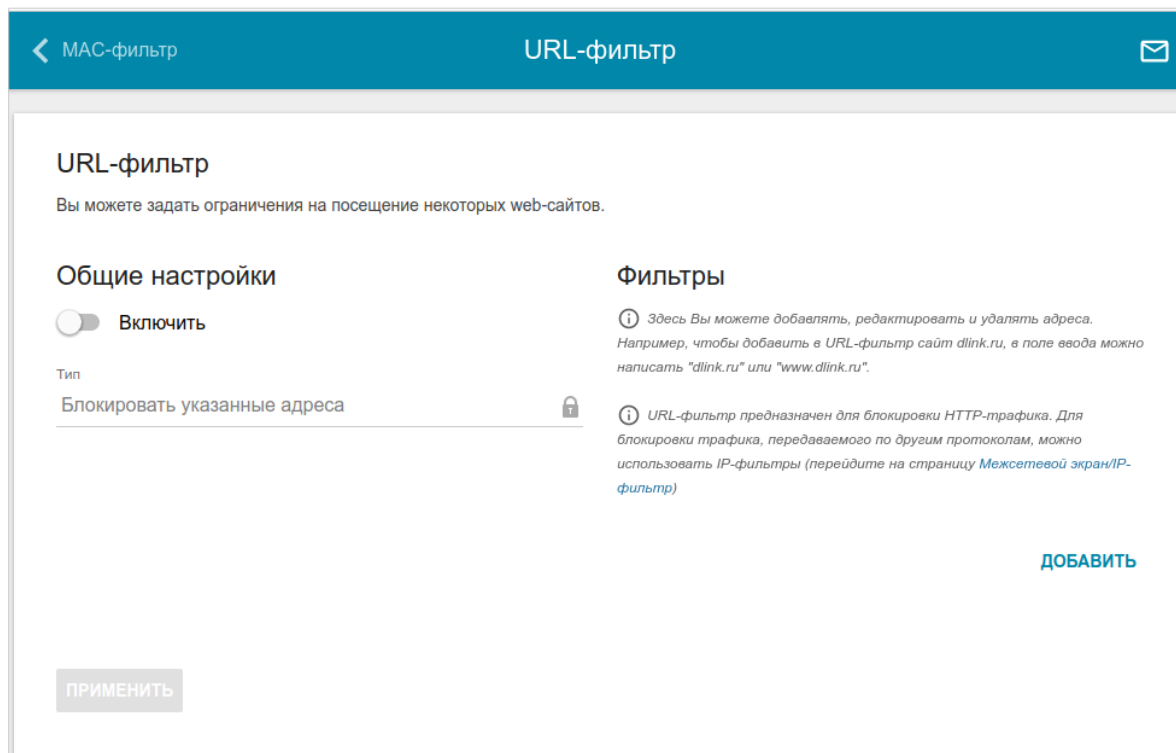 МАС-фильтр
URL-фильтр
URL-фильтр
Вы можете задать ограничения на посещение некоторых web-сайтов.
Общие настройки
Включить
Тип
Блокировать указанные адреса
Фильтры
Здесь Вы можете добавлять, редактировать и удалять адреса.
Например, чтобы добавить в URL-фильтр сайт dlink.ru, в поле ввода можно
написать "dlink.ru" или "www.dlink.ru".
URL-фильтр предназначен для блокировки HTTP-трафика. Для
блокировки трафика, передаваемого по другим протоколам, можно
использовать IP-фильтры (перейдите на страницу Межсетевой экран/IP-
фильтр)
ДОБАВИТЬ
ПРИМЕНИТЬ